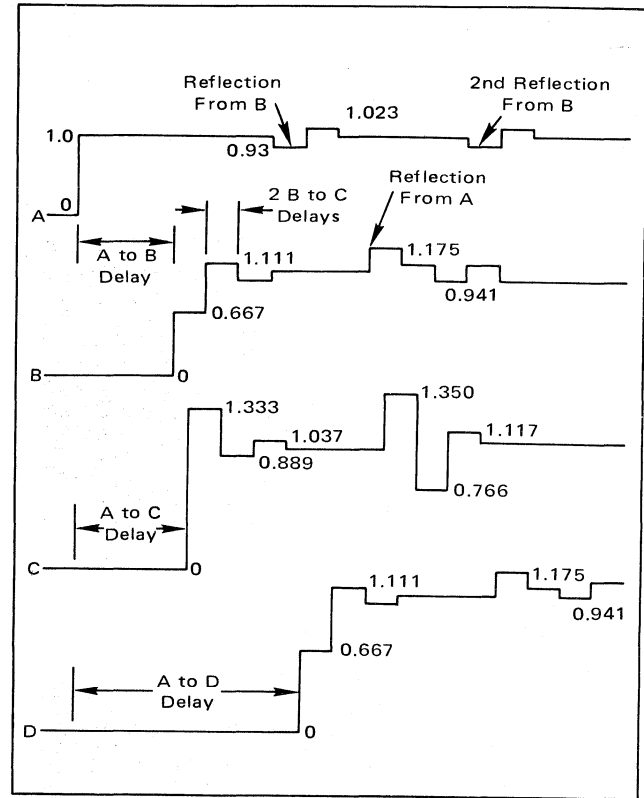 Reflection
From B
2nd Reflection
From B
1.023
1.0
0.93
0
A
Reflection
From A
2 B to C
Delays
A to B
Delay
1.111
1.175
0.667
0.941
B
0
1.333
1.350
1.037
1.117
0.889
0.766
A to C
Delay
C
0
1.111
1.175
0.941
0.667
A to D
Delay
D
0